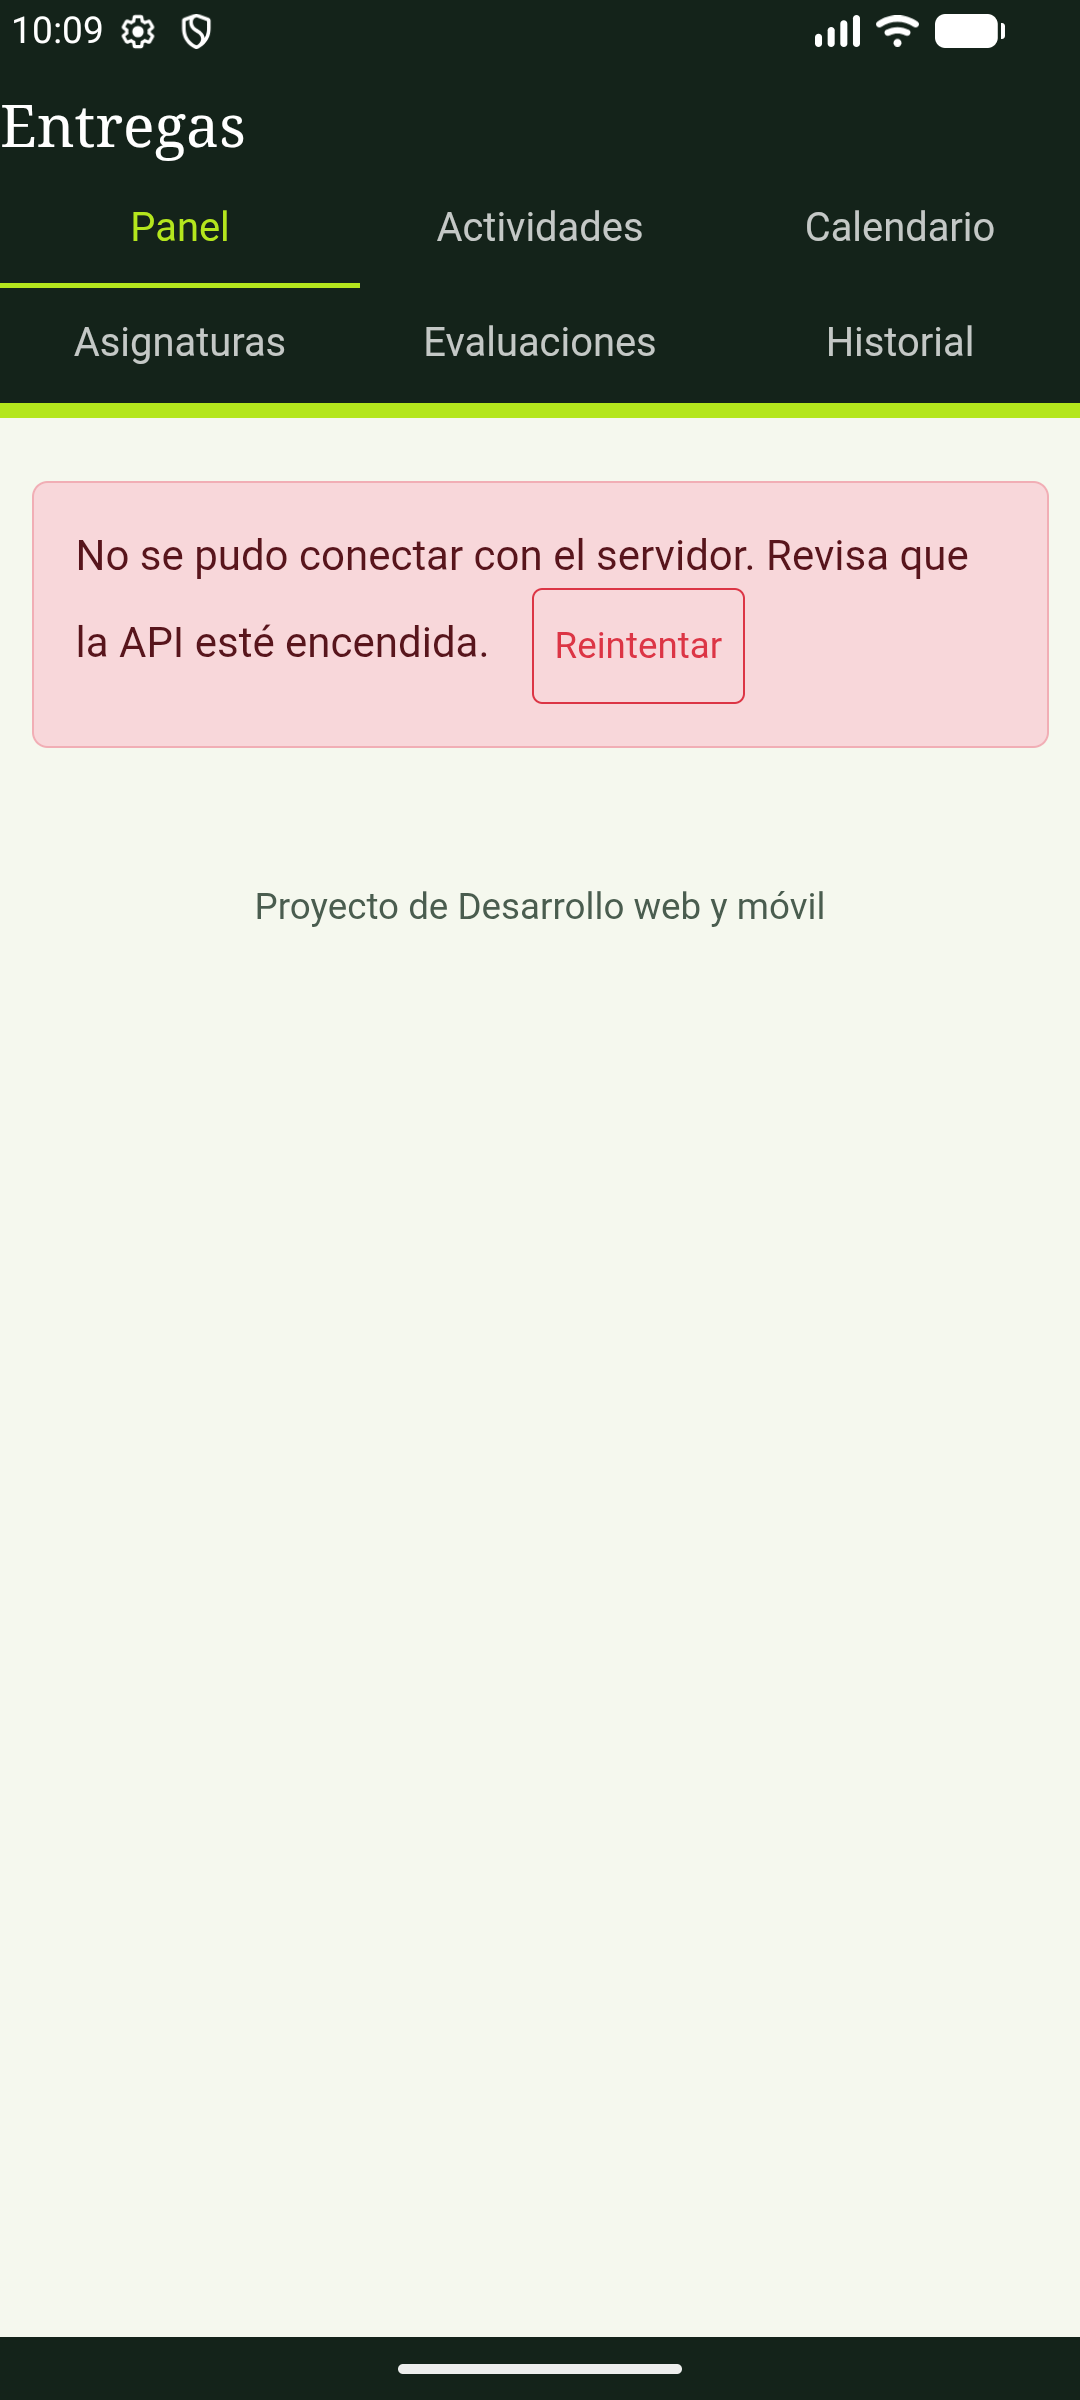 10:09
Entregas
Panel Actividades Calendario
Asignaturas Evaluaciones Historial
No se pudo conectar con el servidor. Revisa que
la API esté encendida. Reintentar
Proyecto de Desarrollo web y móvil